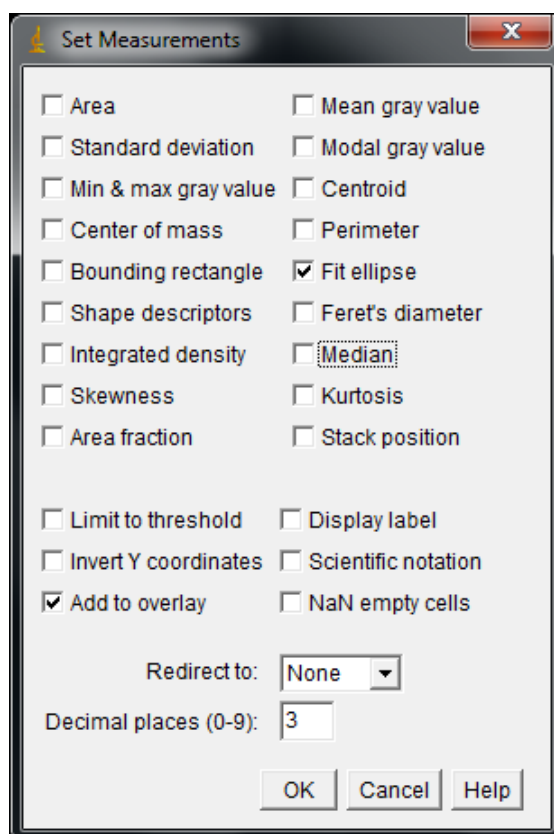 Set Measurements
X
Area Mean gray value
Standard deviation Modal gray value
Min & max gray value Centroid
Center of mass Perimeter
Bounding rectangle Fit ellipse
Shape descriptors Feret's diameter
Integrated density Median
Skewness Kurtosis
Area fraction Stack position
Limit to threshold Display label
Invert Y coordinates Scientific notation
Add to overlay NaN empty cells
Redirect to: None
Decimal places (0-9): 3
OK Cancel Help